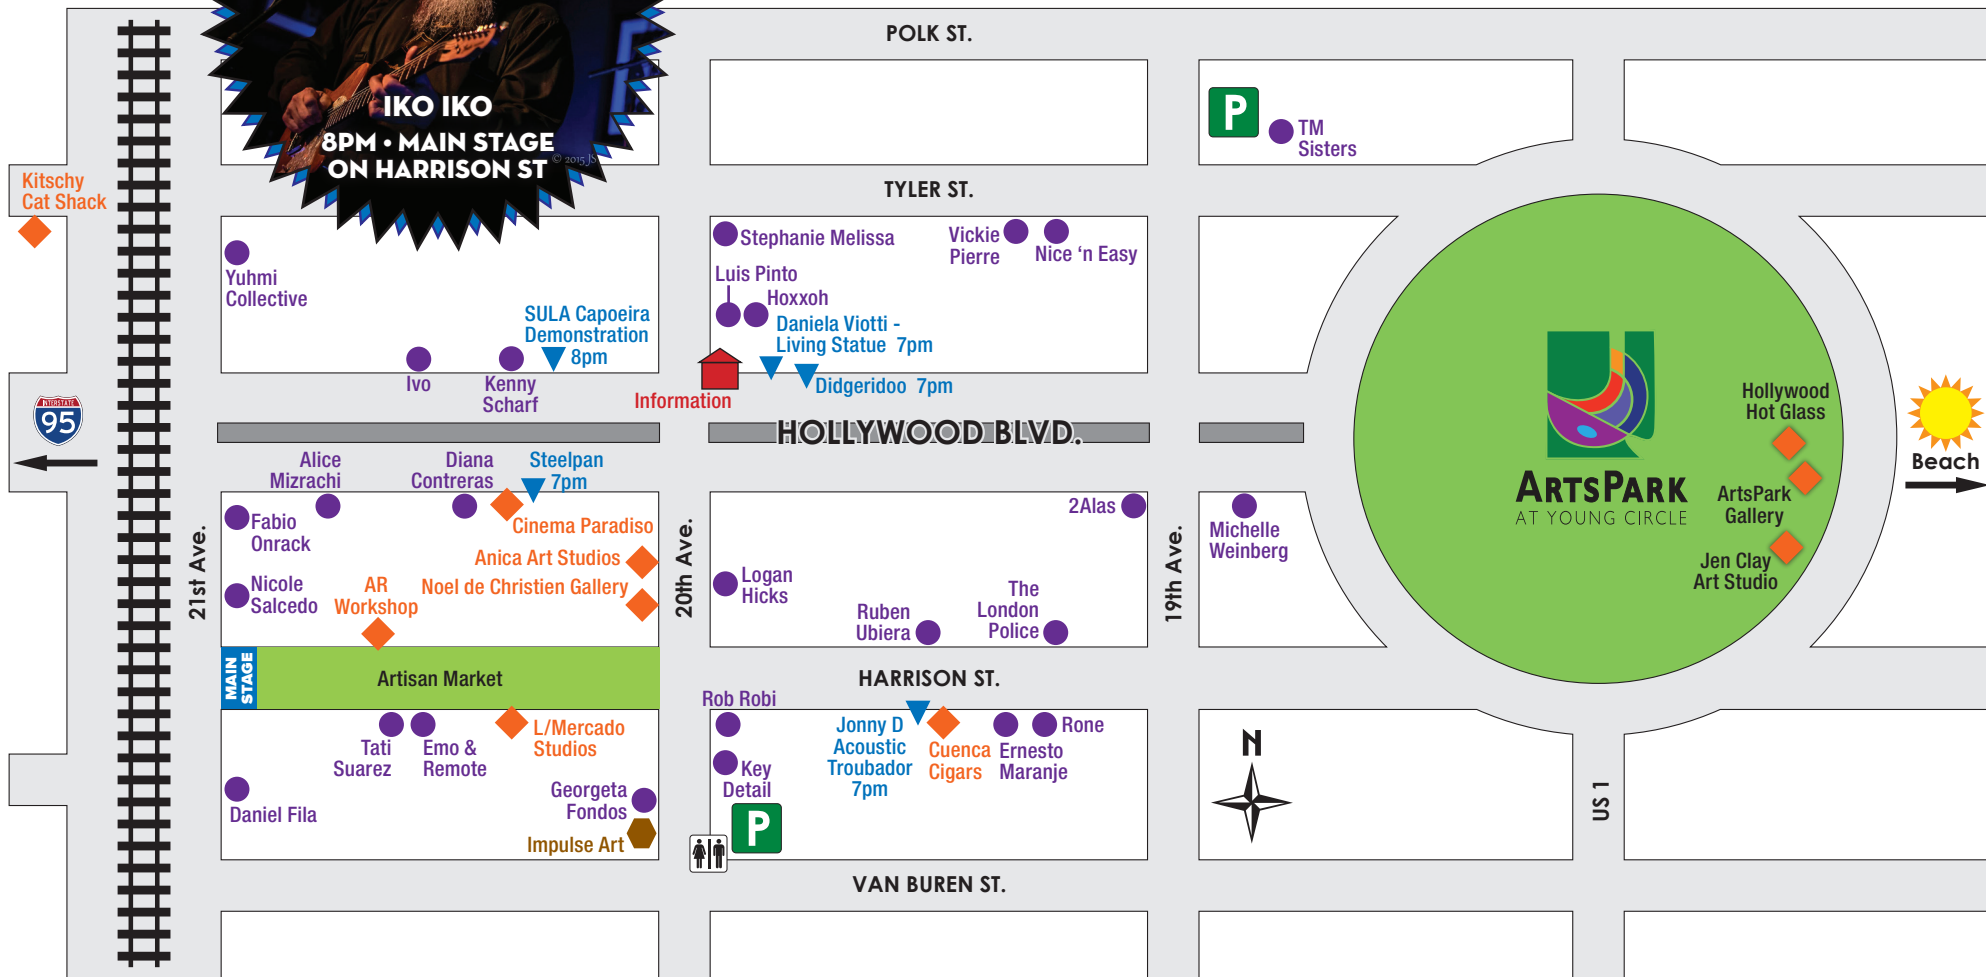 POLK ST.
IKO IKO
8PM • MAIN STAGE
ON HARRISON ST
© 2015 JS
P
TM
Sisters
Kitschy
Cat Shack
TYLER ST.
Stephanie Melissa
Vickie
Pierre
Nice ‘n Easy
Yuhmi
Collective
Luis Pinto
Hoxxoh
SULA Capoeira
Demonstration
8pm
Daniela Viotti -
Living Statue 7pm
Didgeridoo 7pm
Ivo
Kenny
Scharf
Information
INTERSTATE
95
HOLLYWOOD BLVD.
Hollywood
Hot Glass
Beach
ARTSPARK
AT YOUNG CIRCLE
ArtsPark
Gallery
Jen Clay
Art Studio
Alice
Mizrachi
Diana
Contreras
Steelpan
7pm
Fabio
Onrack
Cinema Paradiso
Anica Art Studios
Noel de Christien Gallery
Nicole
Salcedo
AR
Workshop
21st Ave.
20th Ave.
19th Ave.
2Alas
Michelle
Weinberg
Logan
Hicks
Ruben
Ubiera
The
London
Police
MAIN
STAGE
Artisan Market
HARRISON ST.
Rob Robi
Tati
Suarez
Emo &
Remote
L/Mercado
Studios
Jonny D
Acoustic
Troubador
7pm
Cuenca
Cigars
Ernesto
Maranje
Rone
Key
Detail
N
Daniel Fila
Georgeta
Fondos
Impulse Art
P
US 1
VAN BUREN ST.